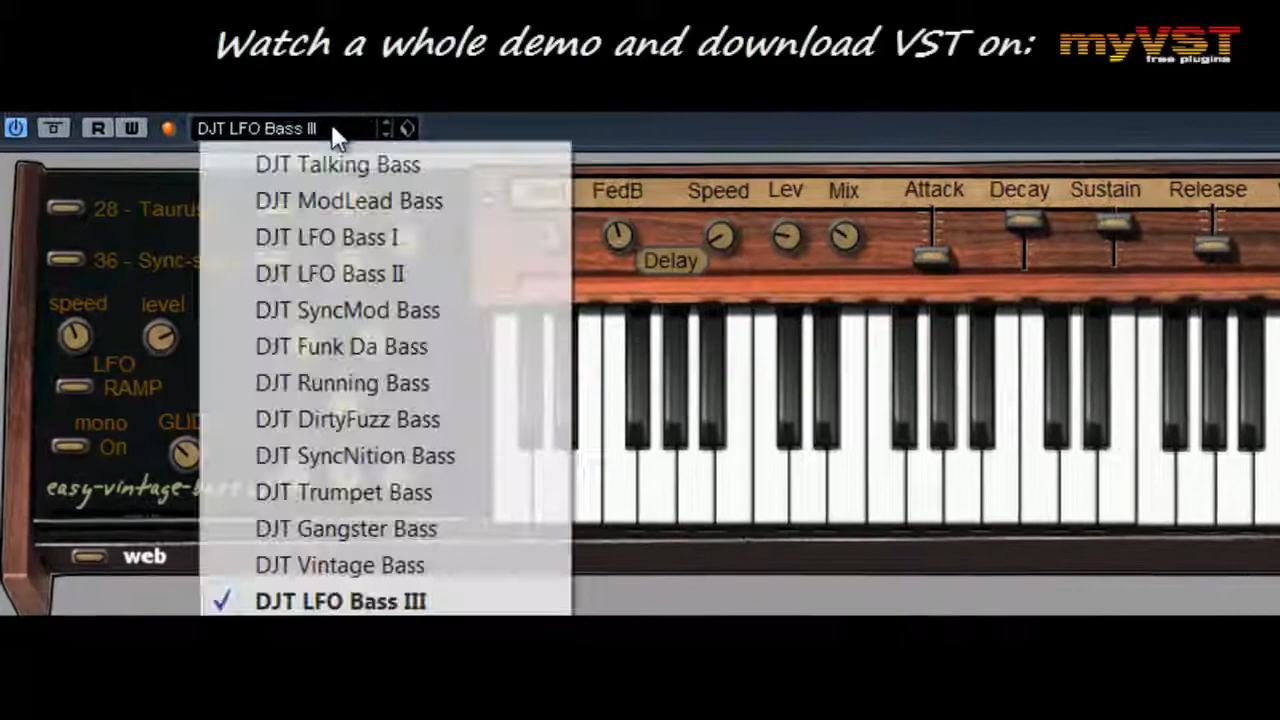 Watch a whole demo and download VST on: myVST
free plugins
R W DJT LFO Bass III
DJT Talking Bass
DJT ModLead Bass
DJT LFO Bass I
DJT LFO Bass II
DJT SyncMod Bass
DJT Funk Da Bass
DJT Running Bass
DJT DirtyFuzz Bass
DJT SyncNition Bass
DJT Trumpet Bass
DJT Gangster Bass
DJT Vintage Bass
DJT LFO Bass III
28 - Taurus
36 - Sync-s
speed level
LFO
RAMP
mono GLID
On
easy-vintage-b
web
FedB Speed Lev Mix Attack Decay Sustain Release
Delay